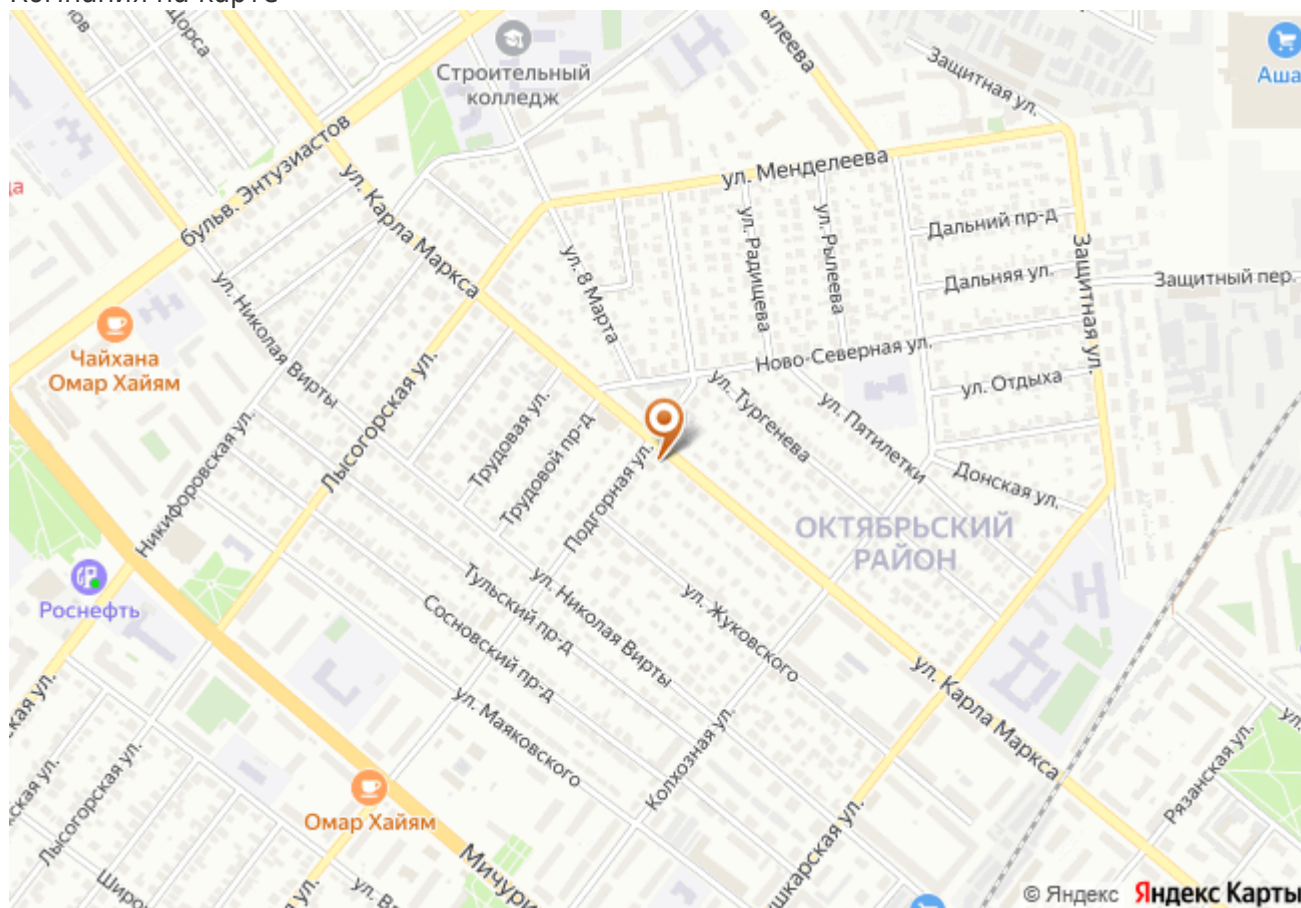 Компания на карте
Щорса
Строительный
колледж
Защитная ул.
бульв. Энтузиастов
ул. Менделеева
ул. Карла Маркса
ул. Радищева
ул. Рылеева
Дальний пр-д
Защитная ул.
Дальняя ул.
Защитный пер.
ул. 8 Марта
ул. Николая Вирты
Чайхана
Омар Хайям
Лысогорская ул.
Ново-Северная ул.
ул. Отдыха
ул. Тургенева
ул. Пятилетки
Трудовая ул.
Трудовой пр-д
Никифоровская ул.
Подгорная ул.
Донская ул.
ОКТЯБРЬСКИЙ
РАЙОН
Роснефть
Тульский пр-д
ул. Николая Вирты
ул. Жуковского
Сосновский пр-д
ул. Маяковского
ул. Карла Маркса
Колхозная ул.
Рязанская ул.
Лысогорская ул.
Омар Хайям
© Яндекс Яндекс Карты